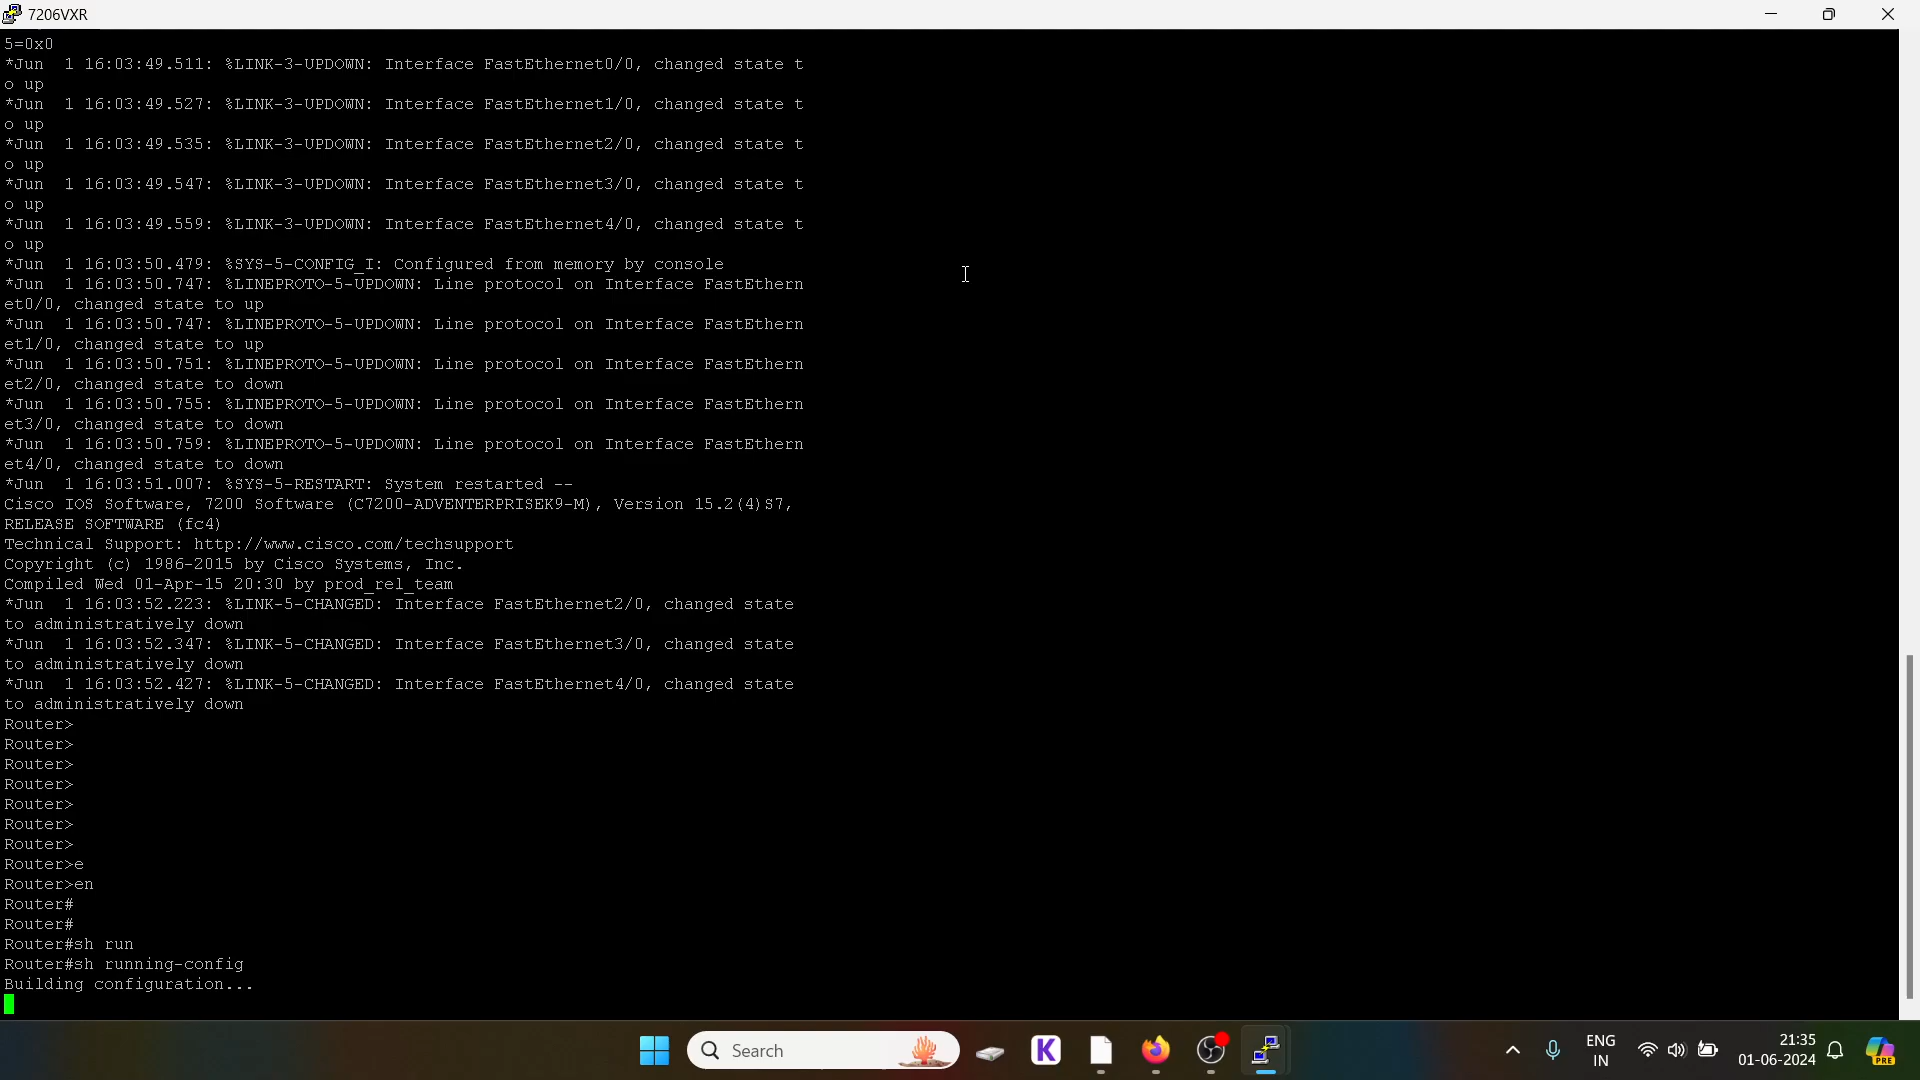 7206VXR
5=0x0
*Jun  1 16:03:49.511: %LINK-3-UPDOWN: Interface FastEthernet0/0, changed state t
o up
*Jun  1 16:03:49.527: %LINK-3-UPDOWN: Interface FastEthernet1/0, changed state t
o up
*Jun  1 16:03:49.535: %LINK-3-UPDOWN: Interface FastEthernet2/0, changed state t
o up
*Jun  1 16:03:49.547: %LINK-3-UPDOWN: Interface FastEthernet3/0, changed state t
o up
*Jun  1 16:03:49.559: %LINK-3-UPDOWN: Interface FastEthernet4/0, changed state t
o up
*Jun  1 16:03:50.479: %SYS-5-CONFIG_I: Configured from memory by console
*Jun  1 16:03:50.747: %LINEPROTO-5-UPDOWN: Line protocol on Interface FastEthern
et0/0, changed state to up
*Jun  1 16:03:50.747: %LINEPROTO-5-UPDOWN: Line protocol on Interface FastEthern
et1/0, changed state to up
*Jun  1 16:03:50.751: %LINEPROTO-5-UPDOWN: Line protocol on Interface FastEthern
et2/0, changed state to down
*Jun  1 16:03:50.755: %LINEPROTO-5-UPDOWN: Line protocol on Interface FastEthern
et3/0, changed state to down
*Jun  1 16:03:50.759: %LINEPROTO-5-UPDOWN: Line protocol on Interface FastEthern
et4/0, changed state to down
*Jun  1 16:03:51.007: %SYS-5-RESTART: System restarted --
Cisco IOS Software, 7200 Software (C7200-ADVENTERPRISEK9-M), Version 15.2(4)S7,
RELEASE SOFTWARE (fc4)
Technical Support: http://www.cisco.com/techsupport
Copyright (c) 1986-2015 by Cisco Systems, Inc.
Compiled Wed 01-Apr-15 20:30 by prod_rel_team
*Jun  1 16:03:52.223: %LINK-5-CHANGED: Interface FastEthernet2/0, changed state
to administratively down
*Jun  1 16:03:52.347: %LINK-5-CHANGED: Interface FastEthernet3/0, changed state
to administratively down
*Jun  1 16:03:52.427: %LINK-5-CHANGED: Interface FastEthernet4/0, changed state
to administratively down
Router>
Router>
Router>
Router>
Router>
Router>
Router>
Router>e
Router>en
Router#
Router#
Router#sh run
Router#sh running-config
Building configuration...
Search
K
ENG
IN
21:35
01-06-2024
PRE